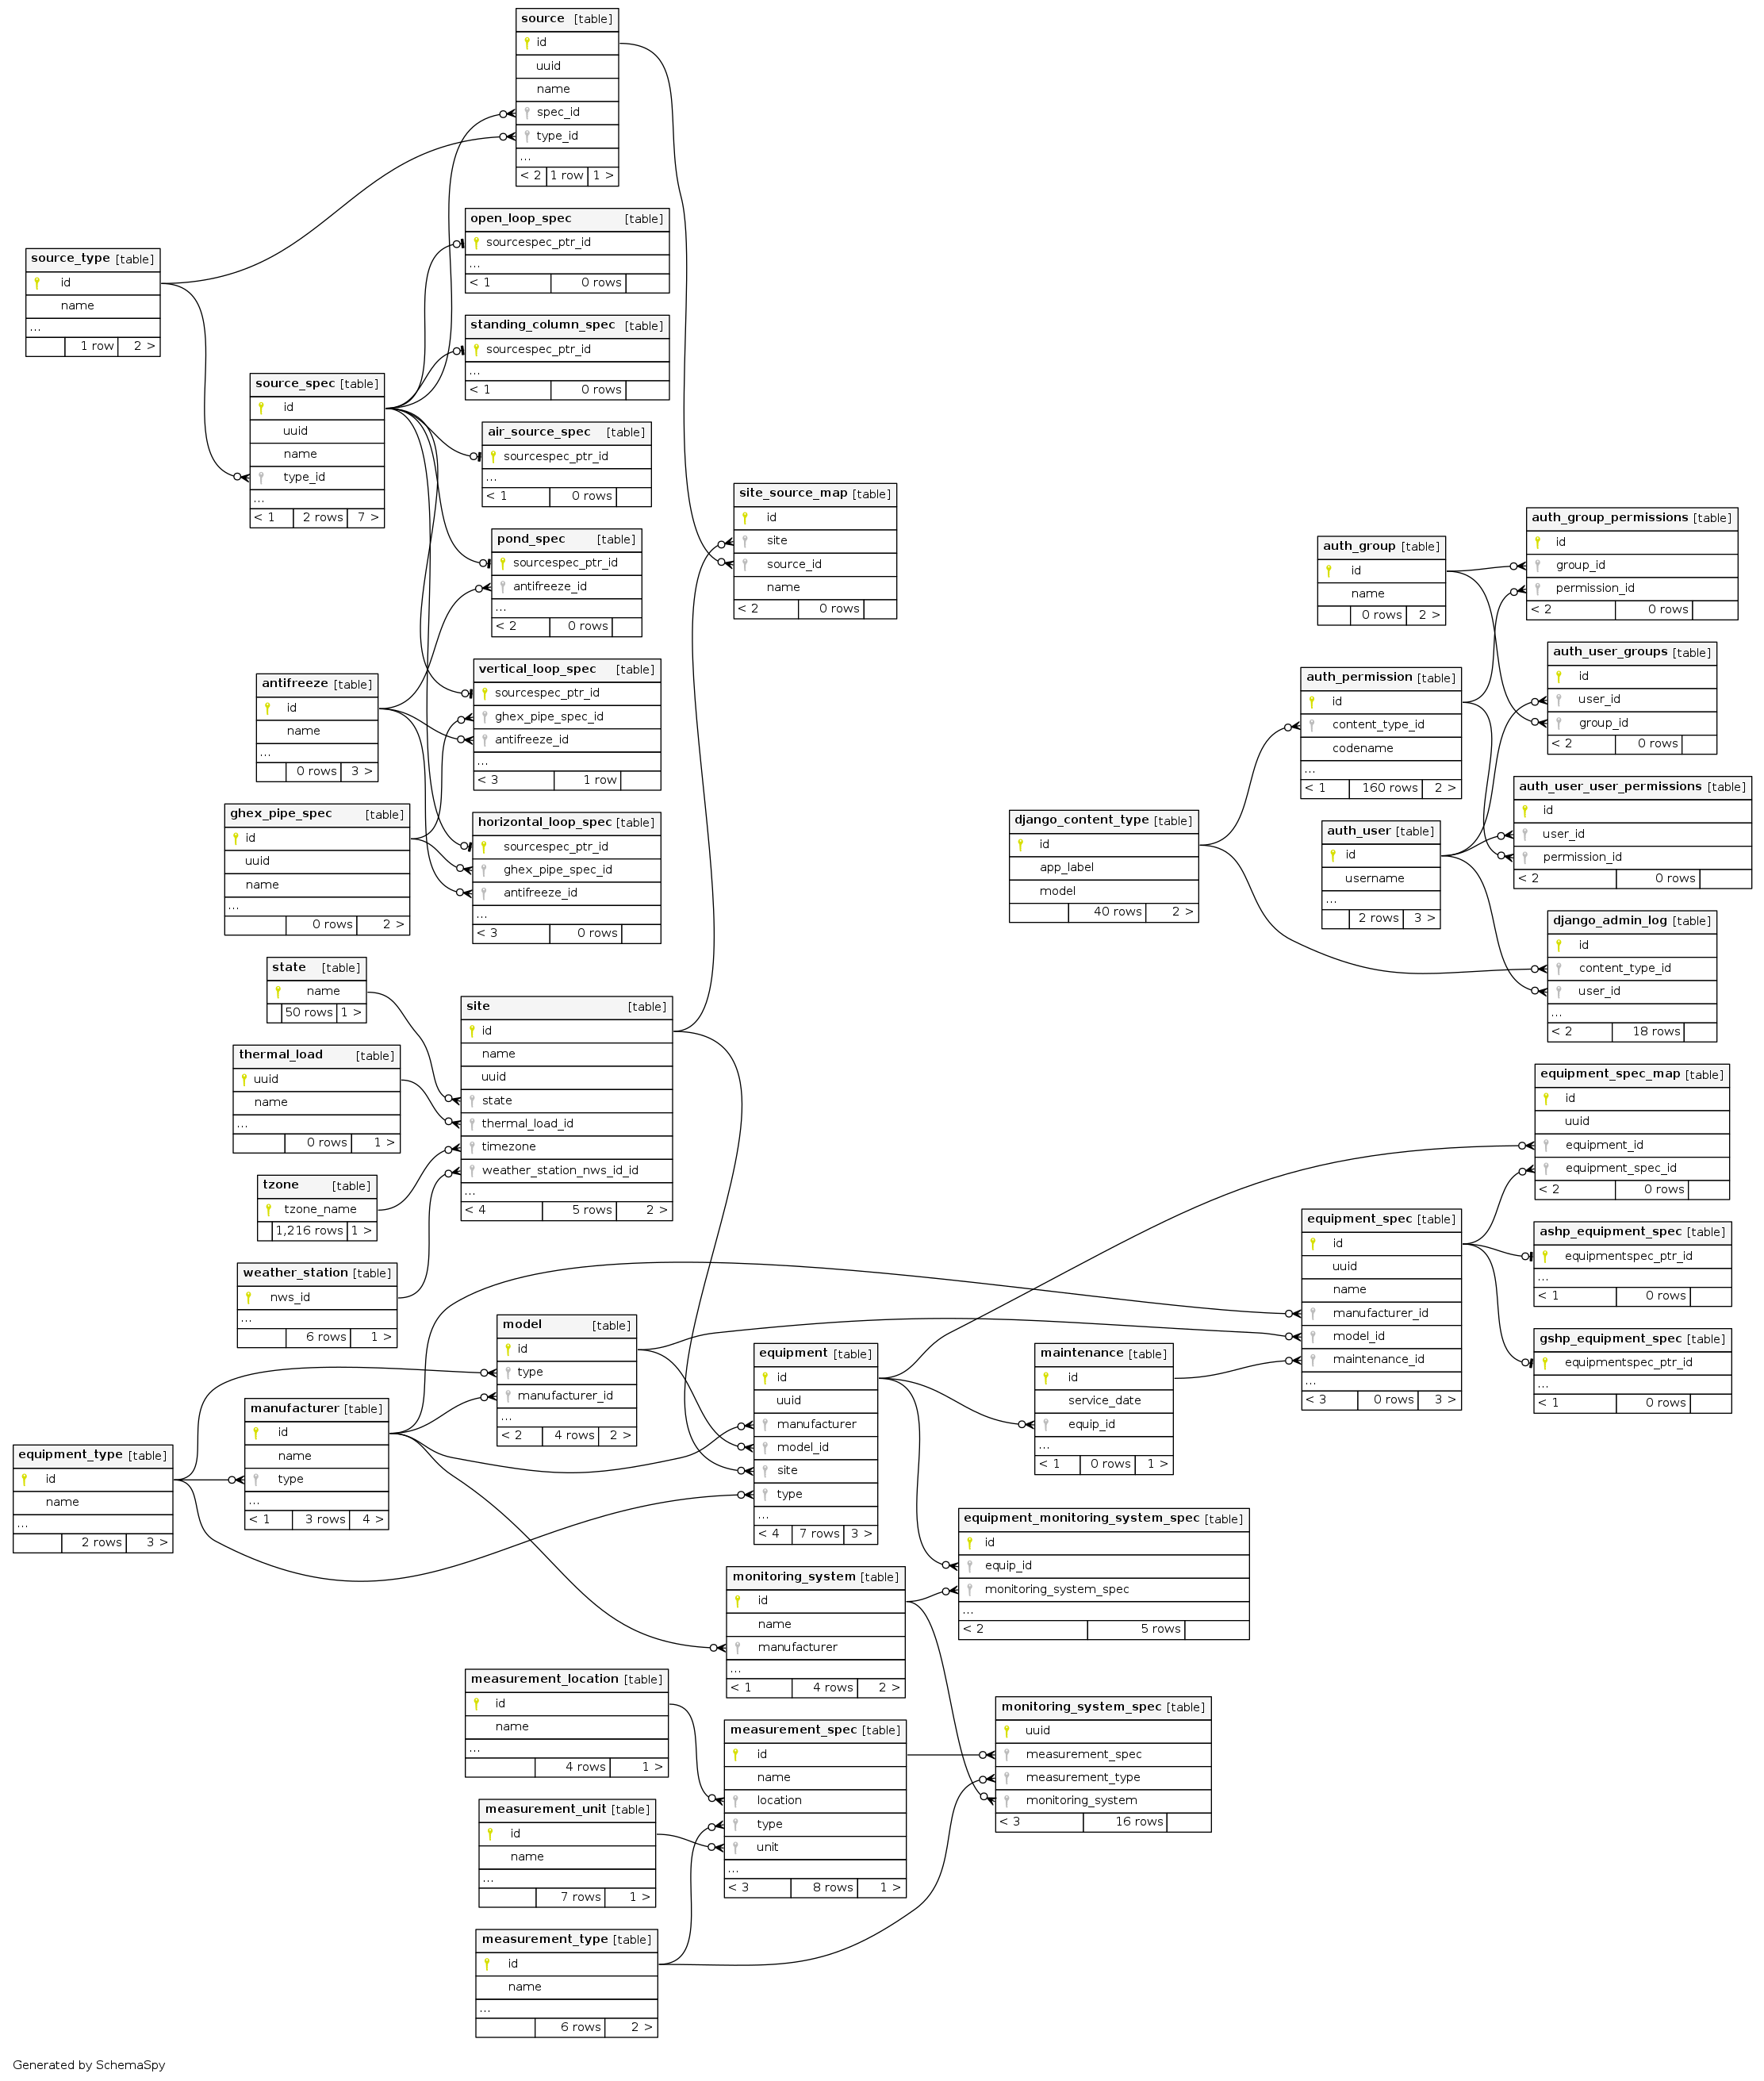 source [table]
id
uuid
name
spec_id
type_id
...
< 2 1 row 1 >
open_loop_spec [table]
sourcespec_ptr_id
...
< 1 0 rows
source_type [table]
id
name
...
1 row 2 >
standing_column_spec [table]
sourcespec_ptr_id
...
< 1 0 rows
source_spec [table]
id
uuid
name
type_id
...
< 1 2 rows 7 >
air_source_spec [table]
sourcespec_ptr_id
...
< 1 0 rows
site_source_map [table]
id
site
source_id
name
< 2 0 rows
pond_spec [table]
sourcespec_ptr_id
antifreeze_id
...
< 2 0 rows
auth_group [table]
id
name
0 rows 2 >
auth_group_permissions [table]
id
group_id
permission_id
< 2 0 rows
auth_user_groups [table]
id
user_id
group_id
< 2 0 rows
vertical_loop_spec [table]
sourcespec_ptr_id
ghex_pipe_spec_id
antifreeze_id
...
< 3 1 row
antifreeze [table]
id
name
...
0 rows 3 >
auth_permission [table]
id
content_type_id
codename
...
< 1 160 rows 2 >
auth_user_user_permissions [table]
id
user_id
permission_id
< 2 0 rows
ghex_pipe_spec [table]
id
uuid
name
...
0 rows 2 >
horizontal_loop_spec [table]
sourcespec_ptr_id
ghex_pipe_spec_id
antifreeze_id
...
< 3 0 rows
django_content_type [table]
id
app_label
model
40 rows 2 >
auth_user [table]
id
username
...
2 rows 3 >
django_admin_log [table]
id
content_type_id
user_id
...
< 2 18 rows
state [table]
name
50 rows 1 >
site [table]
id
name
uuid
state
thermal_load_id
timezone
weather_station_nws_id_id
...
< 4 5 rows 2 >
thermal_load [table]
uuid
name
...
0 rows 1 >
tzone [table]
tzone_name
1,216 rows 1 >
weather_station [table]
nws_id
...
6 rows 1 >
equipment_spec_map [table]
id
uuid
equipment_id
equipment_spec_id
< 2 0 rows
equipment_spec [table]
id
uuid
name
manufacturer_id
model_id
maintenance_id
...
< 3 0 rows 3 >
ashp_equipment_spec [table]
equipmentspec_ptr_id
...
< 1 0 rows
gshp_equipment_spec [table]
equipmentspec_ptr_id
...
< 1 0 rows
model [table]
id
type
manufacturer_id
...
< 2 4 rows 2 >
equipment [table]
id
uuid
manufacturer
model_id
site
type
...
< 4 7 rows 3 >
maintenance [table]
id
service_date
equip_id
...
< 1 0 rows 1 >
manufacturer [table]
id
name
type
...
< 1 3 rows 4 >
equipment_type [table]
id
name
...
2 rows 3 >
equipment_monitoring_system_spec [table]
id
equip_id
monitoring_system_spec
...
< 2 5 rows
monitoring_system [table]
id
name
manufacturer
...
< 1 4 rows 2 >
measurement_location [table]
id
name
...
4 rows 1 >
monitoring_system_spec [table]
uuid
measurement_spec
measurement_type
monitoring_system
< 3 16 rows
measurement_spec [table]
id
name
location
type
unit
...
< 3 8 rows 1 >
measurement_unit [table]
id
name
...
7 rows 1 >
measurement_type [table]
id
name
...
6 rows 2 >
Generated by SchemaSpy